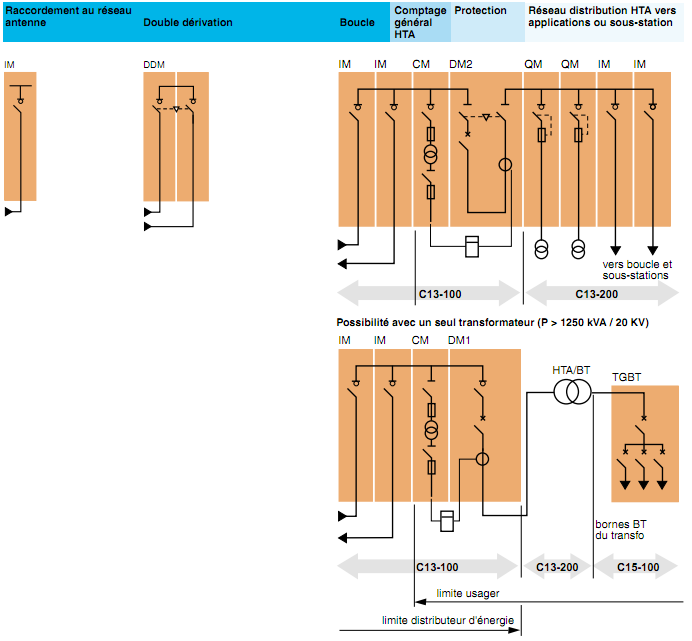 Raccordement au réseau
antenne
Double dérivation
Boucle
Comptage
général
HTA
Protection
Réseau distribution HTA vers
applications ou sous-station
IM
DDM
IM
IM
CM
DM2
QM
QM
IM
IM
vers boucle et
sous-stations
C13-100
C13-200
Possibilité avec un seul transformateur (P > 1250 kVA / 20 KV)
IM
IM
CM
DM1
HTA/BT
TGBT
bornes BT
du transfo
C13-100
C13-200
C15-100
limite usager
limite distributeur d'énergie